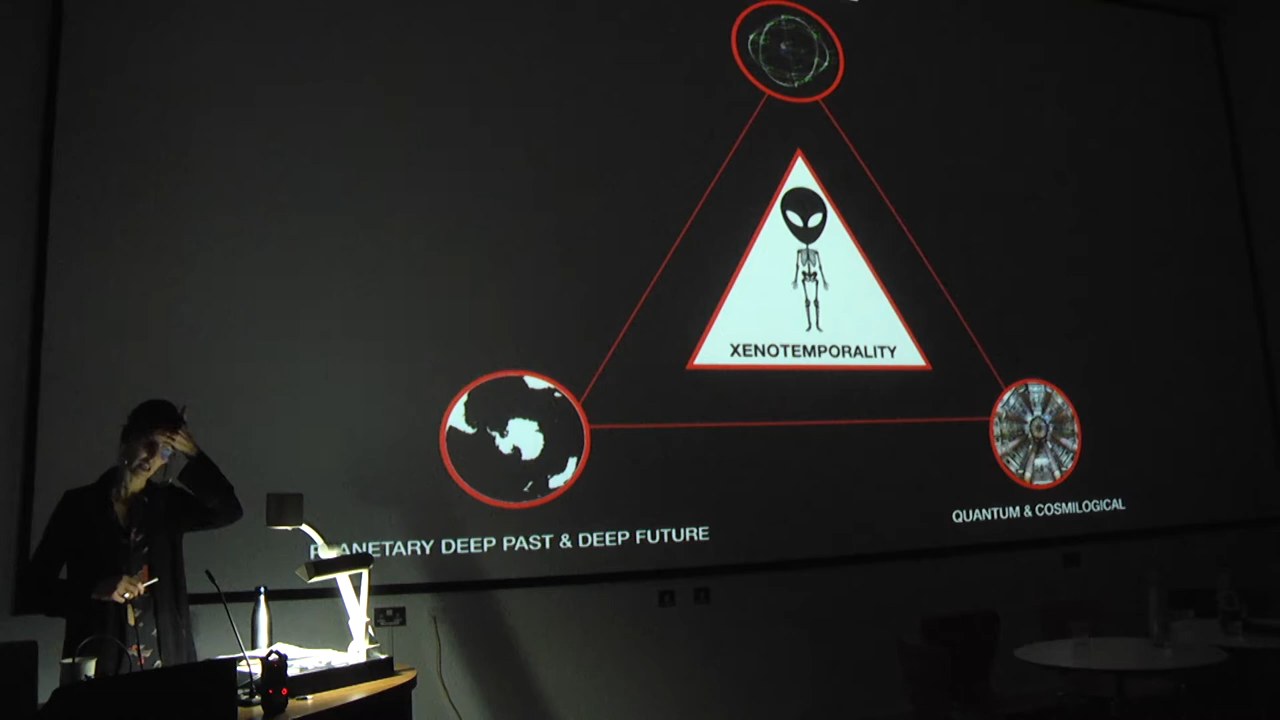 XENOTEMPORALITY
PLANETARY DEEP PAST & DEEP FUTURE
QUANTUM & COSMILOGICAL